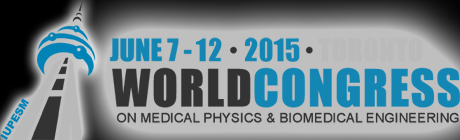 JUNE 7 - 12 • 2015 • TORONTO
WORLDCONGRESS
ON MEDICAL PHYSICS & BIOMEDICAL ENGINEERING
IUPESM